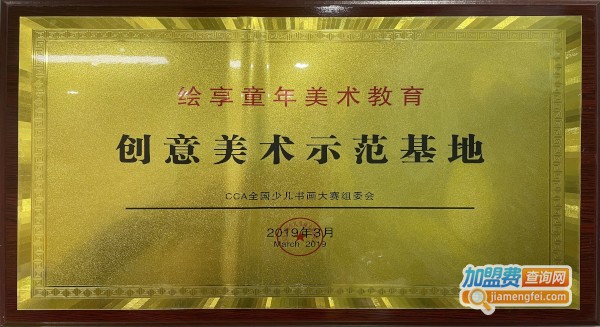 绘享童年美术教育
创意美术示范基地
CCA全国少儿书画大赛组委会
2019年3月
March 2019
加盟费查询网
jiamengfei.com